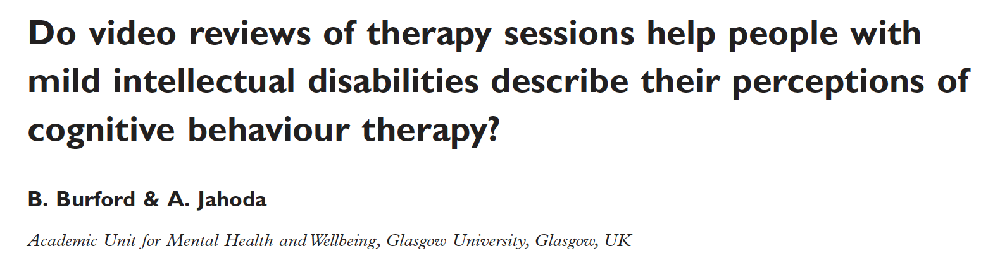 Do video reviews of therapy sessions help people with
mild intellectual disabilities describe their perceptions of
cognitive behaviour therapy?
B. Burford & A. Jahoda
Academic Unit for Mental Health and Wellbeing, Glasgow University, Glasgow, UK